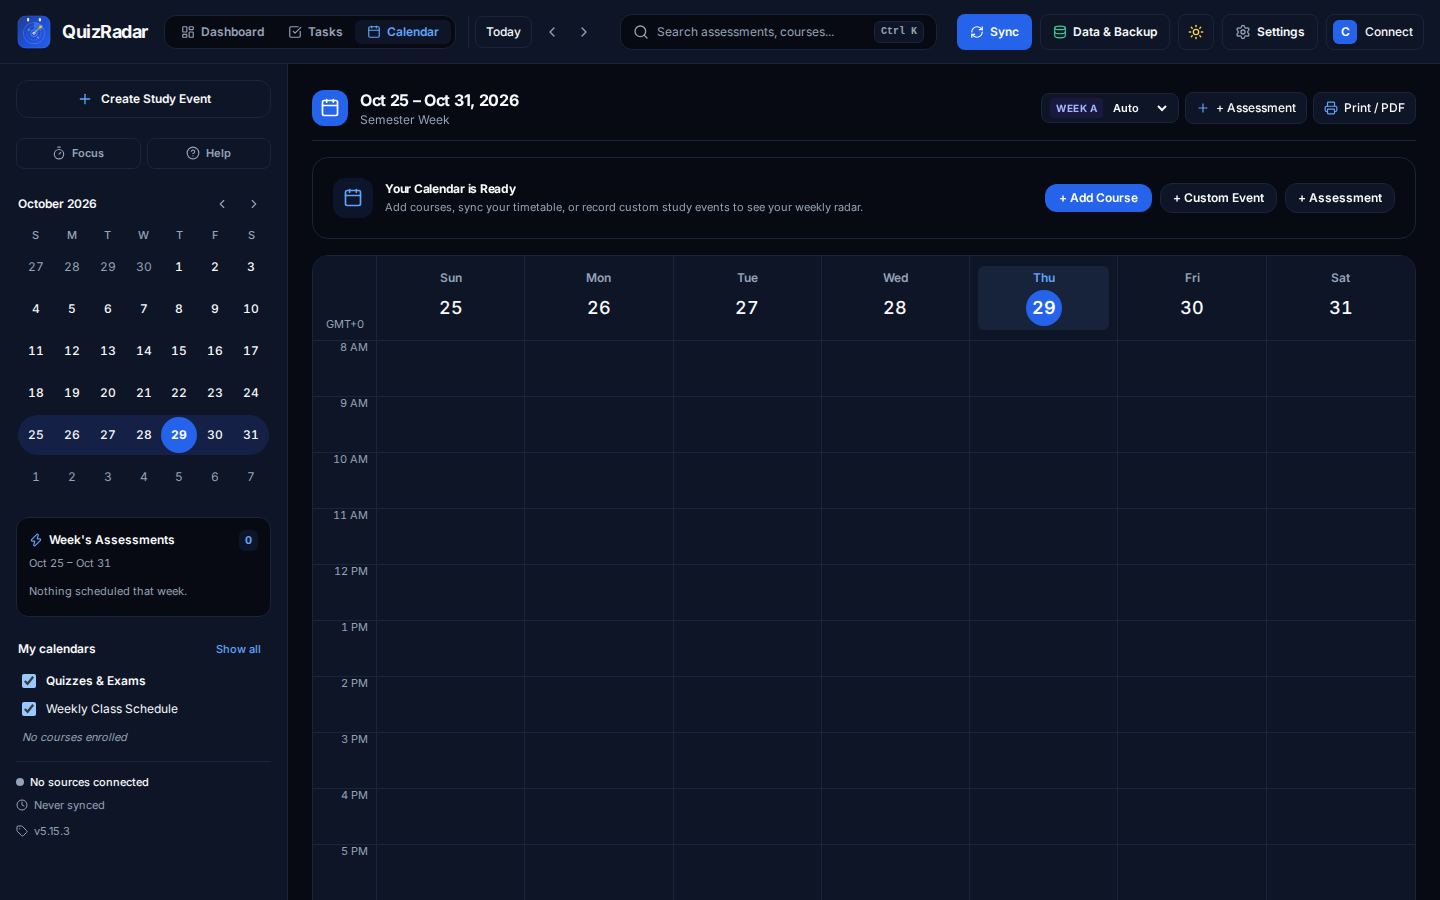 QuizRadar
Dashboard
Tasks
Calendar
Today
Search assessments, courses...
Ctrl K
Sync
Data & Backup
Settings
C
Connect
Create Study Event
Focus
Help
October 2026
S M T W T F S
27 28 29 30 1 2 3
4 5 6 7 8 9 10
11 12 13 14 15 16 17
18 19 20 21 22 23 24
25 26 27 28 29 30 31
1 2 3 4 5 6 7
Week's Assessments
0
Oct 25 – Oct 31
Nothing scheduled that week.
My calendars
Show all
Quizzes & Exams
Weekly Class Schedule
No courses enrolled
No sources connected
Never synced
v5.15.3
Oct 25 – Oct 31, 2026
Semester Week
WEEK A
Auto
+ Assessment
Print / PDF
Your Calendar is Ready
Add courses, sync your timetable, or record custom study events to see your weekly radar.
+ Add Course
+ Custom Event
+ Assessment
Sun Mon Tue Wed Thu Fri Sat
25 26 27 28 29 30 31
GMT+0
8 AM
9 AM
10 AM
11 AM
12 PM
1 PM
2 PM
3 PM
4 PM
5 PM